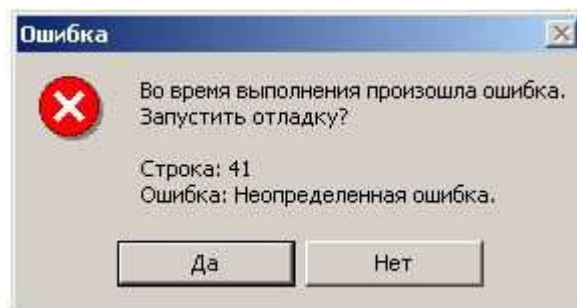 Ошибка
Во время выполнения произошла ошибка.
Запустить отладку?
Строка: 41
Ошибка: Неопределенная ошибка.
Да
Нет